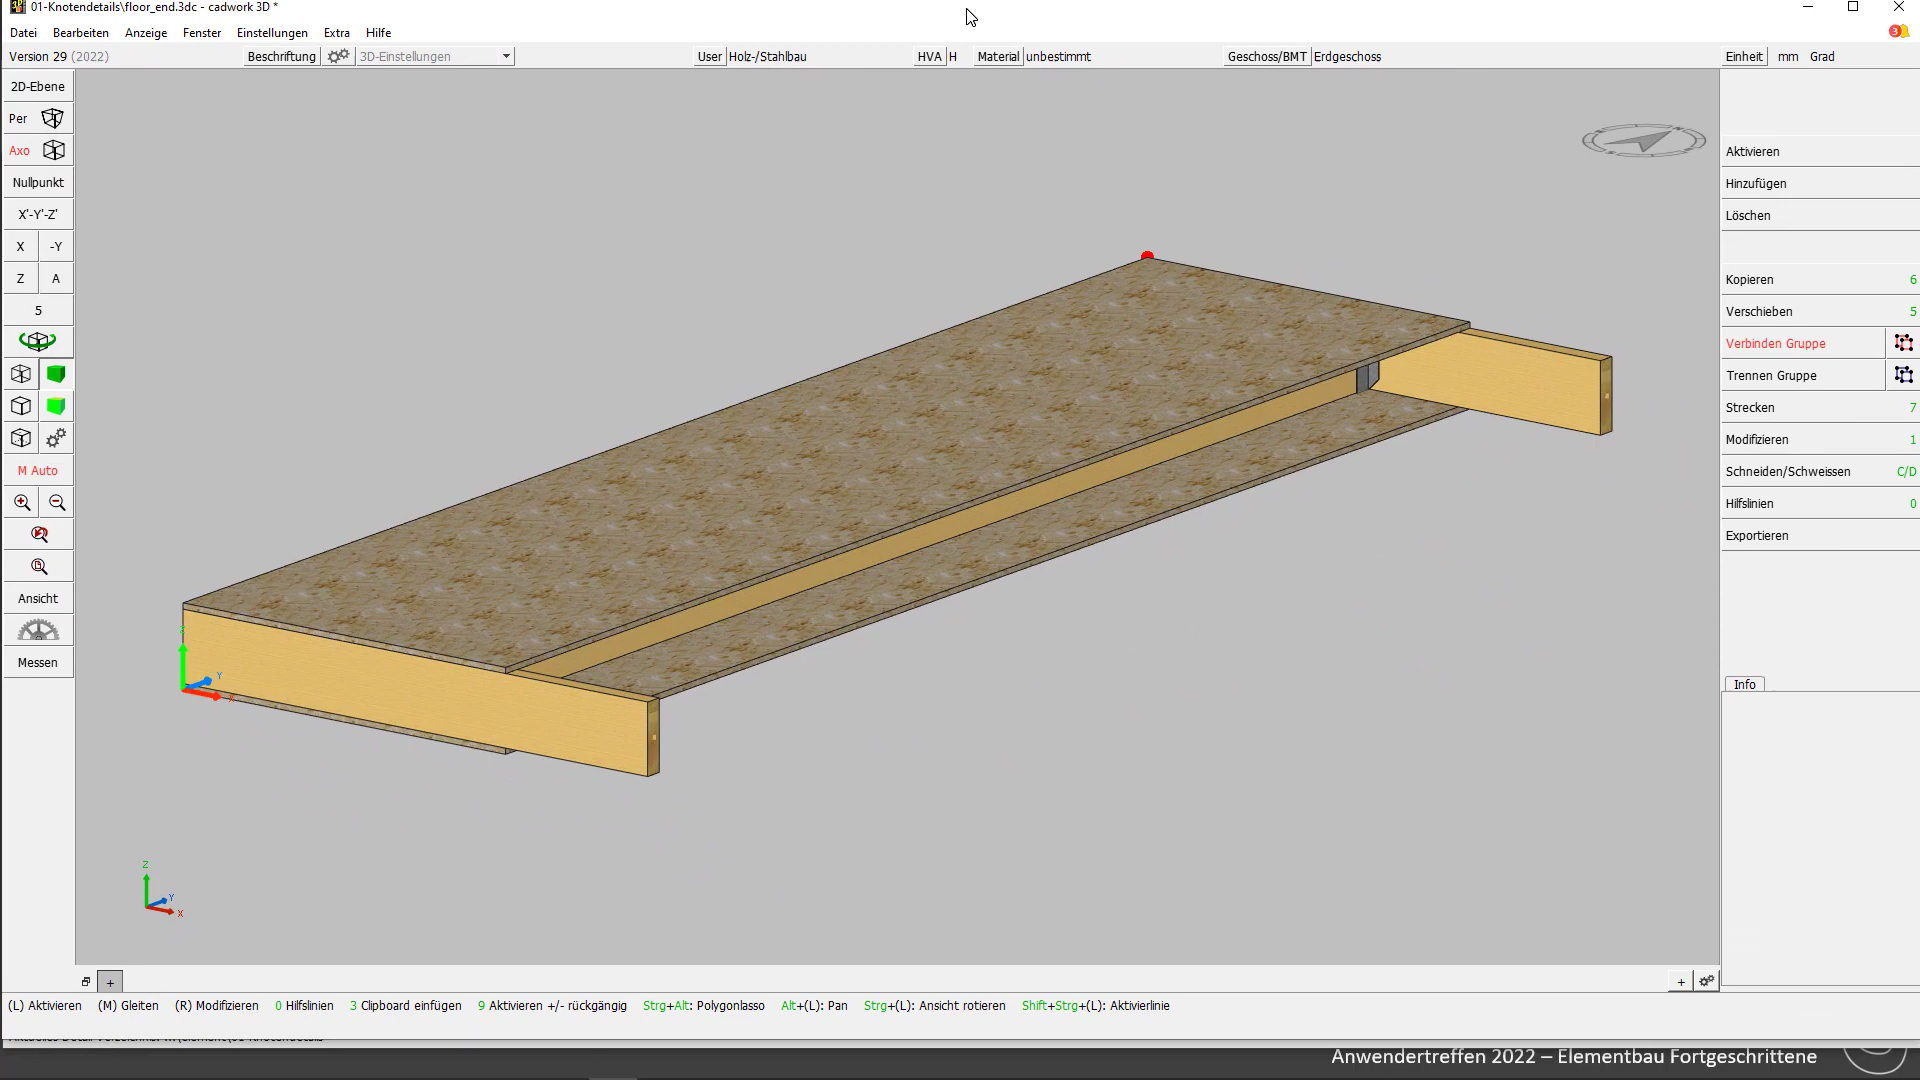 01-Knotendetails\floor_end.3dc - cadwork 3D *
Datei Bearbeiten Anzeige Fenster Einstellungen Extra Hilfe
3
Version 29 (2022) Beschriftung 3D-Einstellungen User Holz-/Stahlbau HVA H Material unbestimmt Geschoss/BMT Erdgeschoss Einheit mm Grad
2D-Ebene
Per
Axo
Nullpunkt
X'-Y'-Z'
X -Y
Z A
5
M Auto
Ansicht
Messen
Aktivieren
Hinzufügen
Löschen
Kopieren 6
Verschieben 5
Verbinden Gruppe
Trennen Gruppe
Strecken 7
Modifizieren 1
Schneiden/Schweissen C/D
Hilfslinien 0
Exportieren
Info
Z
Y
X
Z
Y
X
+ +
(L) Aktivieren (M) Gleiten (R) Modifizieren 0 Hilfslinien 3 Clipboard einfügen 9 Aktivieren +/- rückgängig Strg+Alt: Polygonlasso Alt+(L): Pan Strg+(L): Ansicht rotieren Shift+Strg+(L): Aktivierlinie
Anwendertreffen 2022 – Elementbau Fortgeschrittene